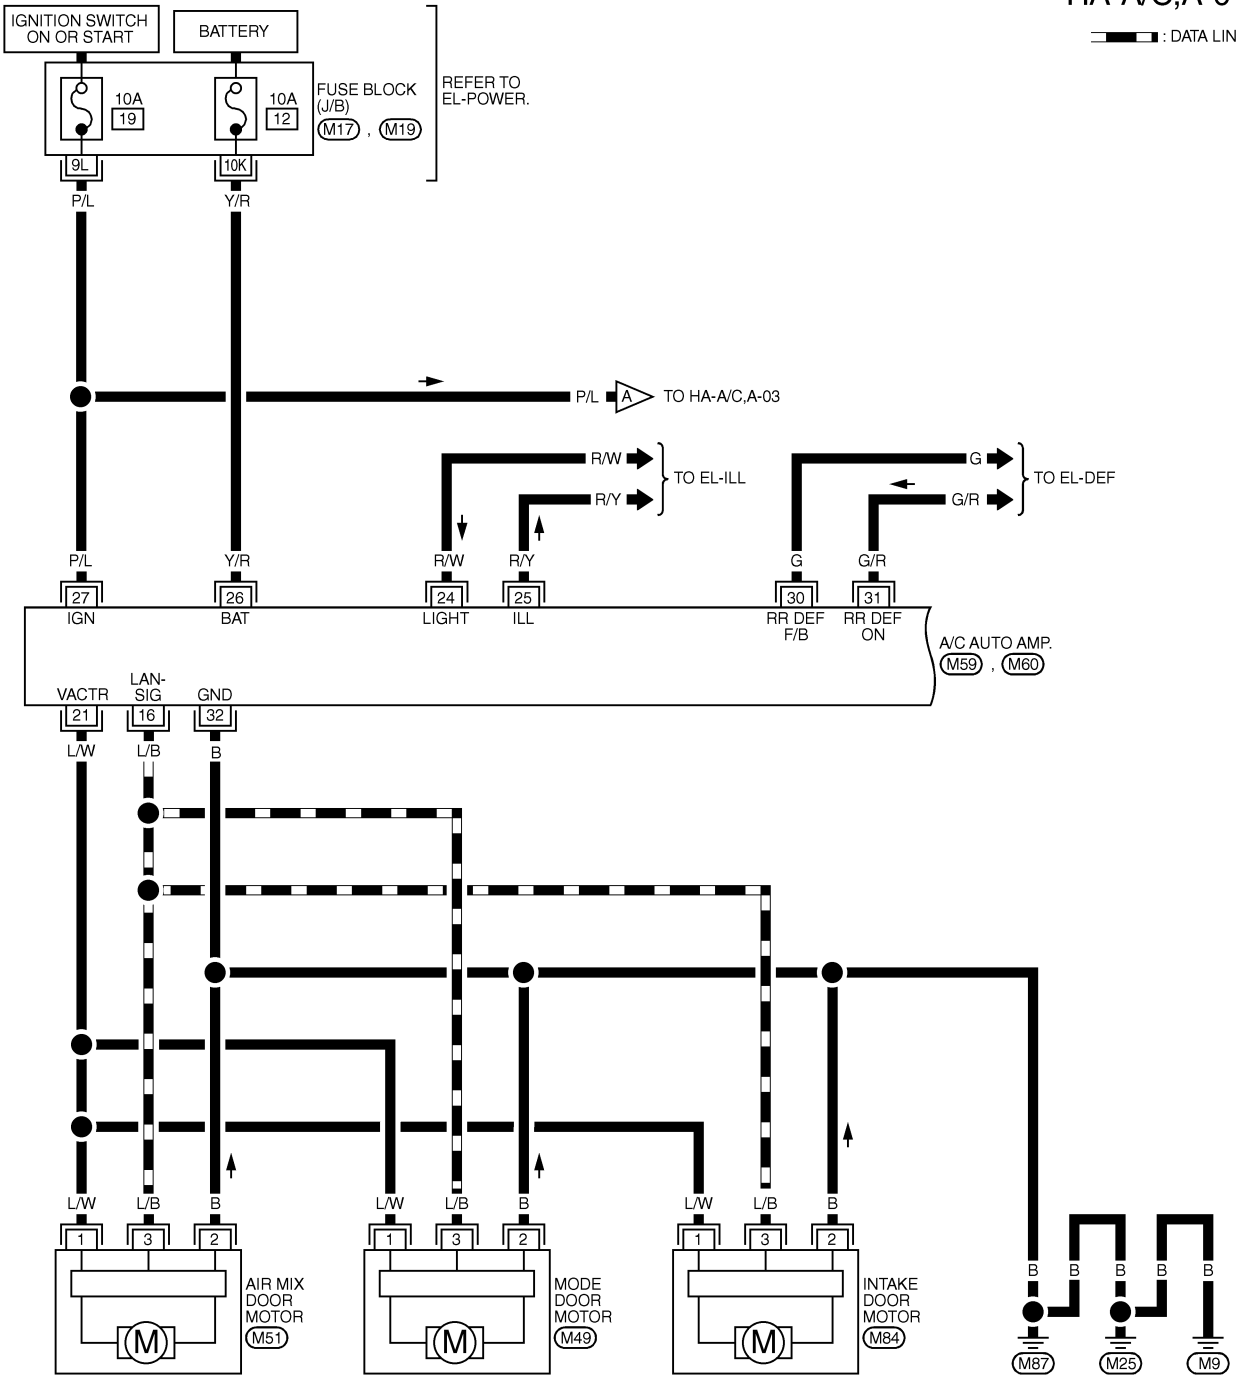 HA-A/C,A-0
: DATA LIN
IGNITION SWITCH
ON OR START
BATTERY
10A
19
10A
12
FUSE BLOCK
(J/B)
M17 , M19
REFER TO
EL-POWER.
9L
10K
P/L
Y/R
P/L
A
TO HA-A/C,A-03
R/W
R/Y
TO EL-ILL
G
G/R
TO EL-DEF
P/L
Y/R
R/W
R/Y
G
G/R
27
26
24
25
30
31
IGN
BAT
LIGHT
ILL
RR DEF
F/B
RR DEF
ON
A/C AUTO AMP.
M59 , M60
VACTR
LAN-
SIG
GND
21
16
32
L/W
L/B
B
L/W
L/B
B
L/W
L/B
B
L/W
L/B
B
1
3
2
1
3
2
1
3
2
M
AIR MIX
DOOR
MOTOR
M51
M
MODE
DOOR
MOTOR
M49
M
INTAKE
DOOR
MOTOR
M84
B
B
B
B
B
M87
M25
M9